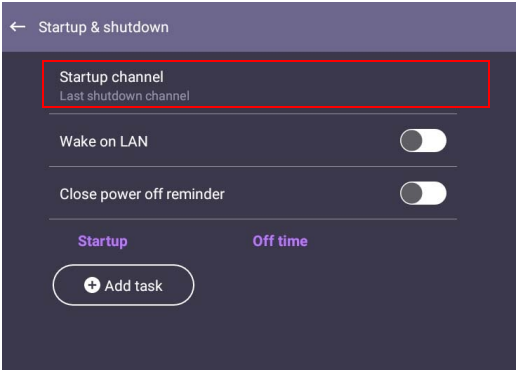 Startup & shutdown
Startup channel
Last shutdown channel
Wake on LAN
Close power off reminder
Startup Off time
Add task